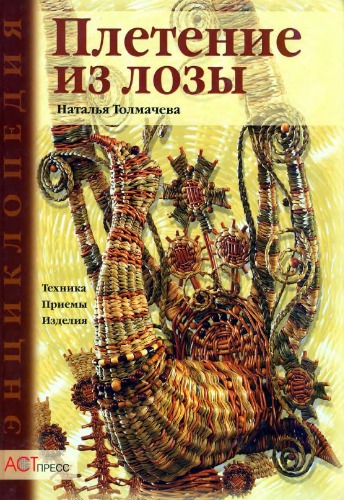 Плетение
из лозы
Наталья Толмачева
Техника
Приемы
Изделия
ЭНЦИКЛОПЕДИЯ
АСТ ПРЕСС